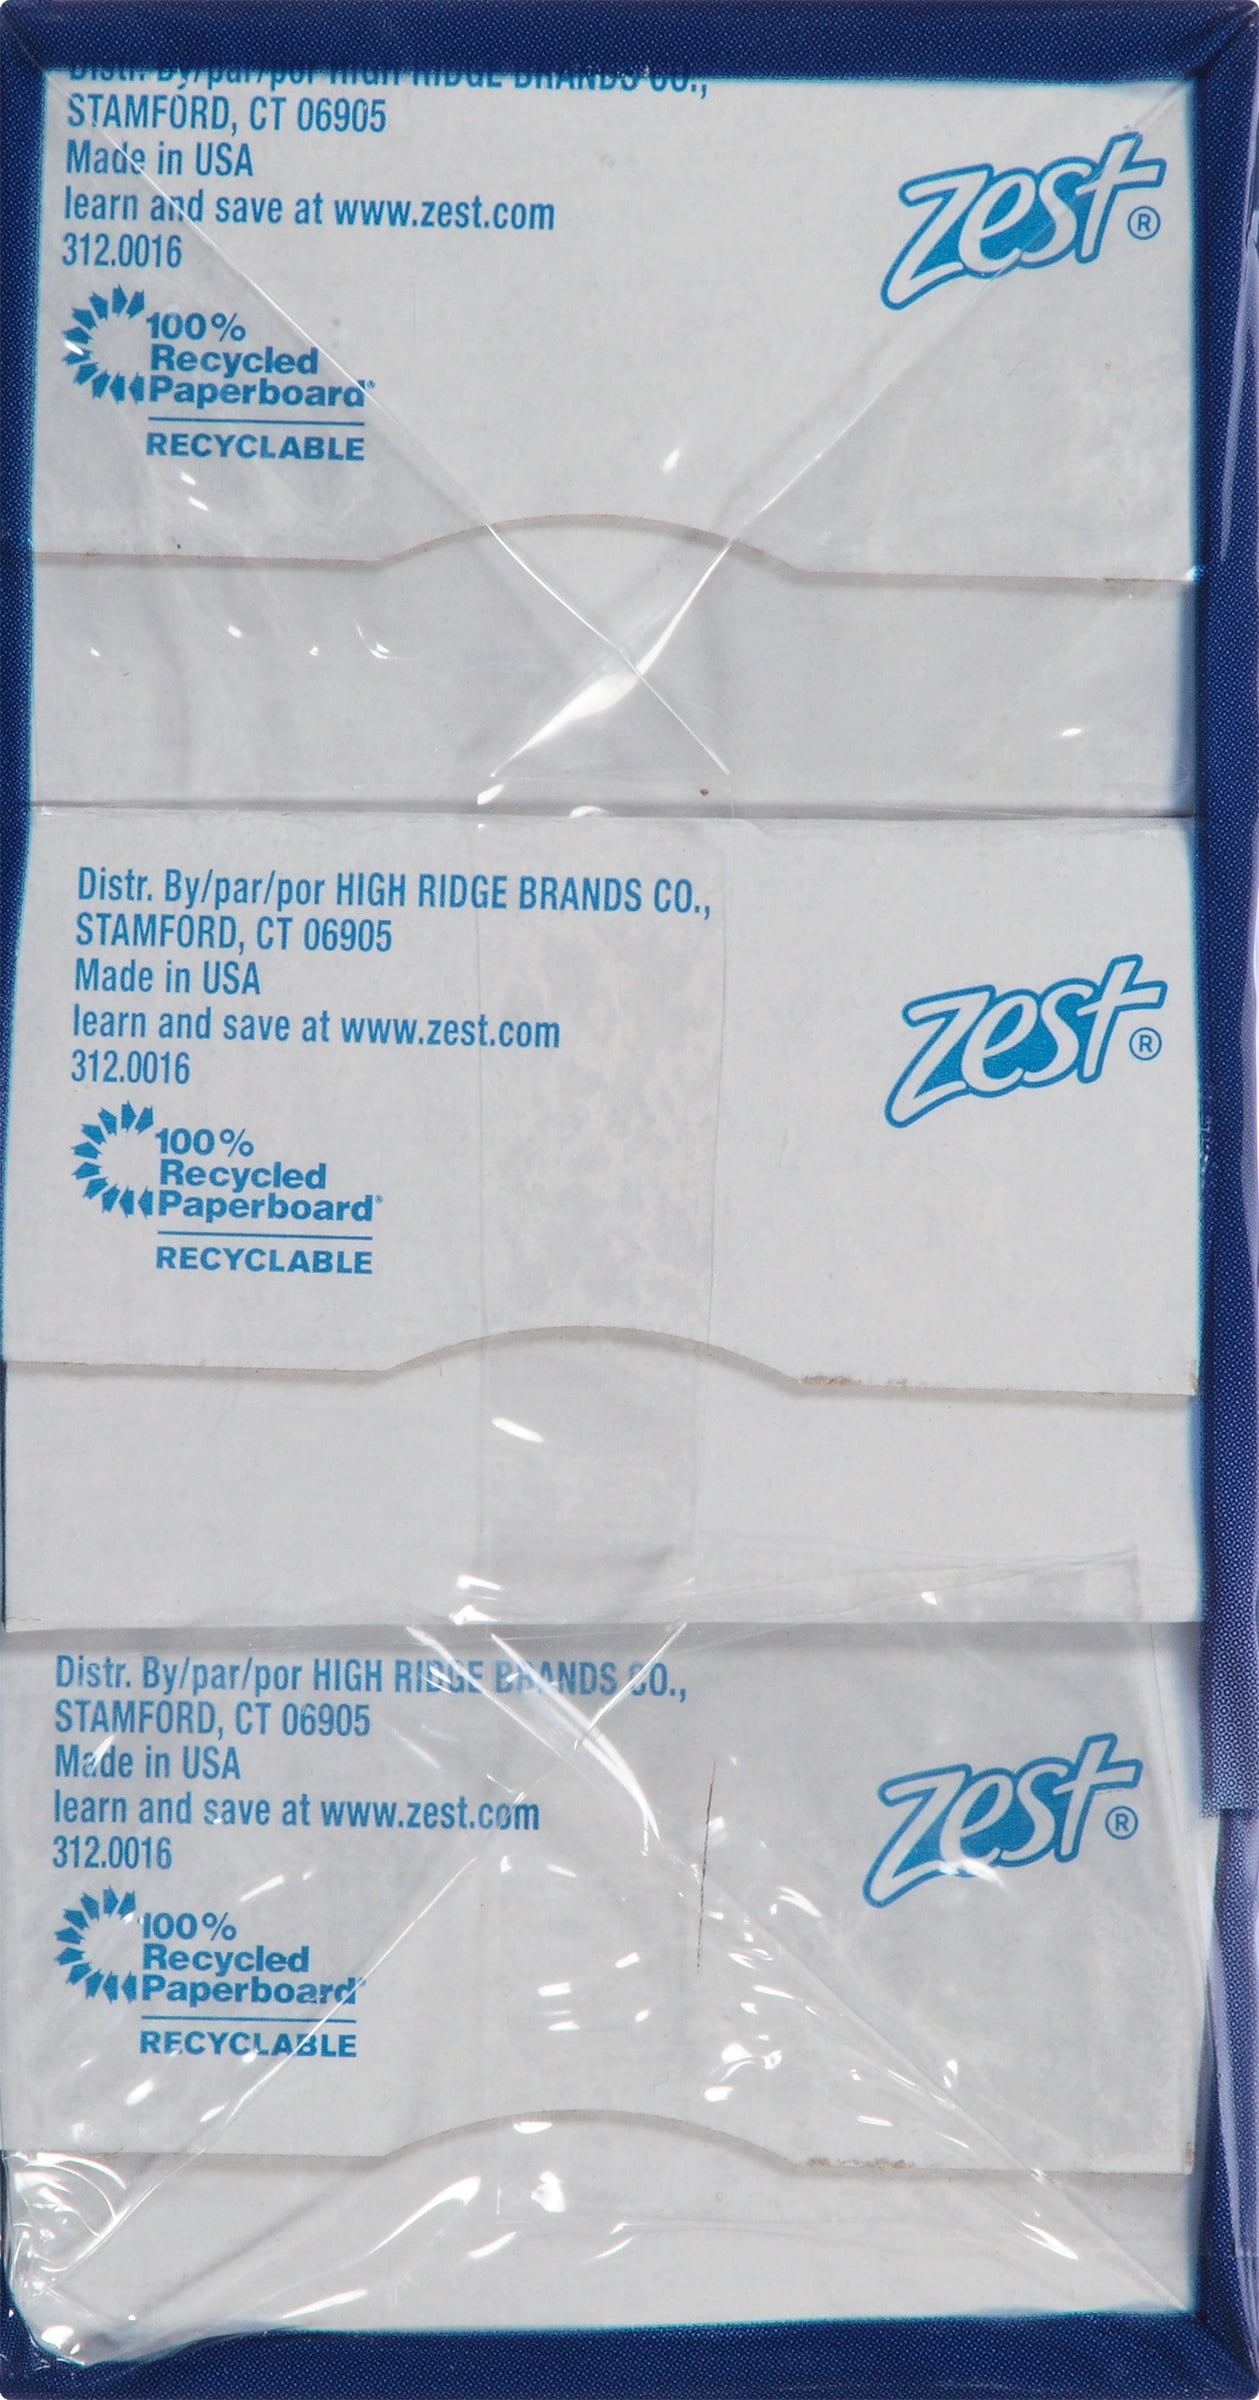 Distr. By/par/por HIGH RIDGE BRANDS CO.,
STAMFORD, CT 06905
Made in USA
learn and save at www.zest.com
312.0016
100%
Recycled
Paperboard®
RECYCLABLE
Zest®
Distr. By/par/por HIGH RIDGE BRANDS CO.,
STAMFORD, CT 06905
Made in USA
learn and save at www.zest.com
312.0016
100%
Recycled
Paperboard®
RECYCLABLE
Zest®
Distr. By/par/por HIGH RIDGE BRANDS CO.,
STAMFORD, CT 06905
Made in USA
learn and save at www.zest.com
312.0016
100%
Recycled
Paperboard®
RECYCLABLE
Zest®